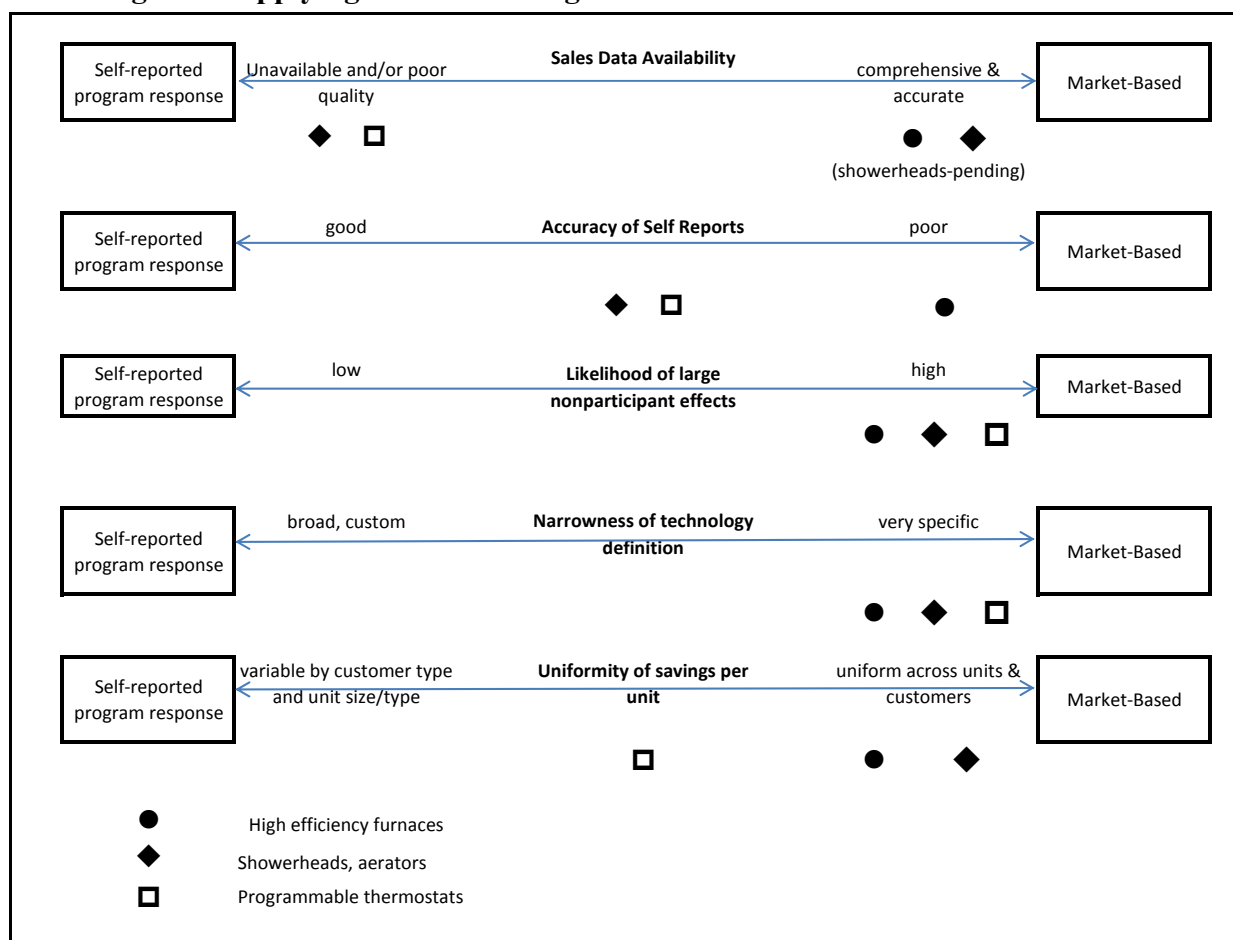 Sales Data Availability
Self-reported
program response
Unavailable and/or poor
quality
comprehensive &
accurate
Market-Based
(showerheads-pending)
Self-reported
program response
good
Accuracy of Self Reports
poor
Market-Based
Self-reported
program response
low
Likelihood of large
nonparticipant effects
high
Market-Based
Self-reported
program response
broad, custom
Narrowness of technology
definition
very specific
Market-Based
Self-reported
program response
variable by customer type
and unit size/type
Uniformity of savings per
unit
uniform across units &
customers
Market-Based
High efficiency furnaces
Showerheads, aerators
Programmable thermostats